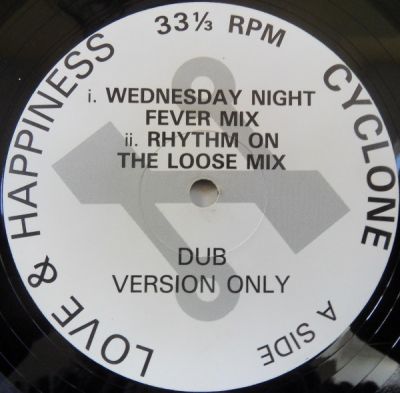 33⅓ RPM
CYCLONE
A SIDE
LOVE & HAPPINESS
i. WEDNESDAY NIGHT
FEVER MIX
ii. RHYTHM ON
THE LOOSE MIX
DUB
VERSION ONLY